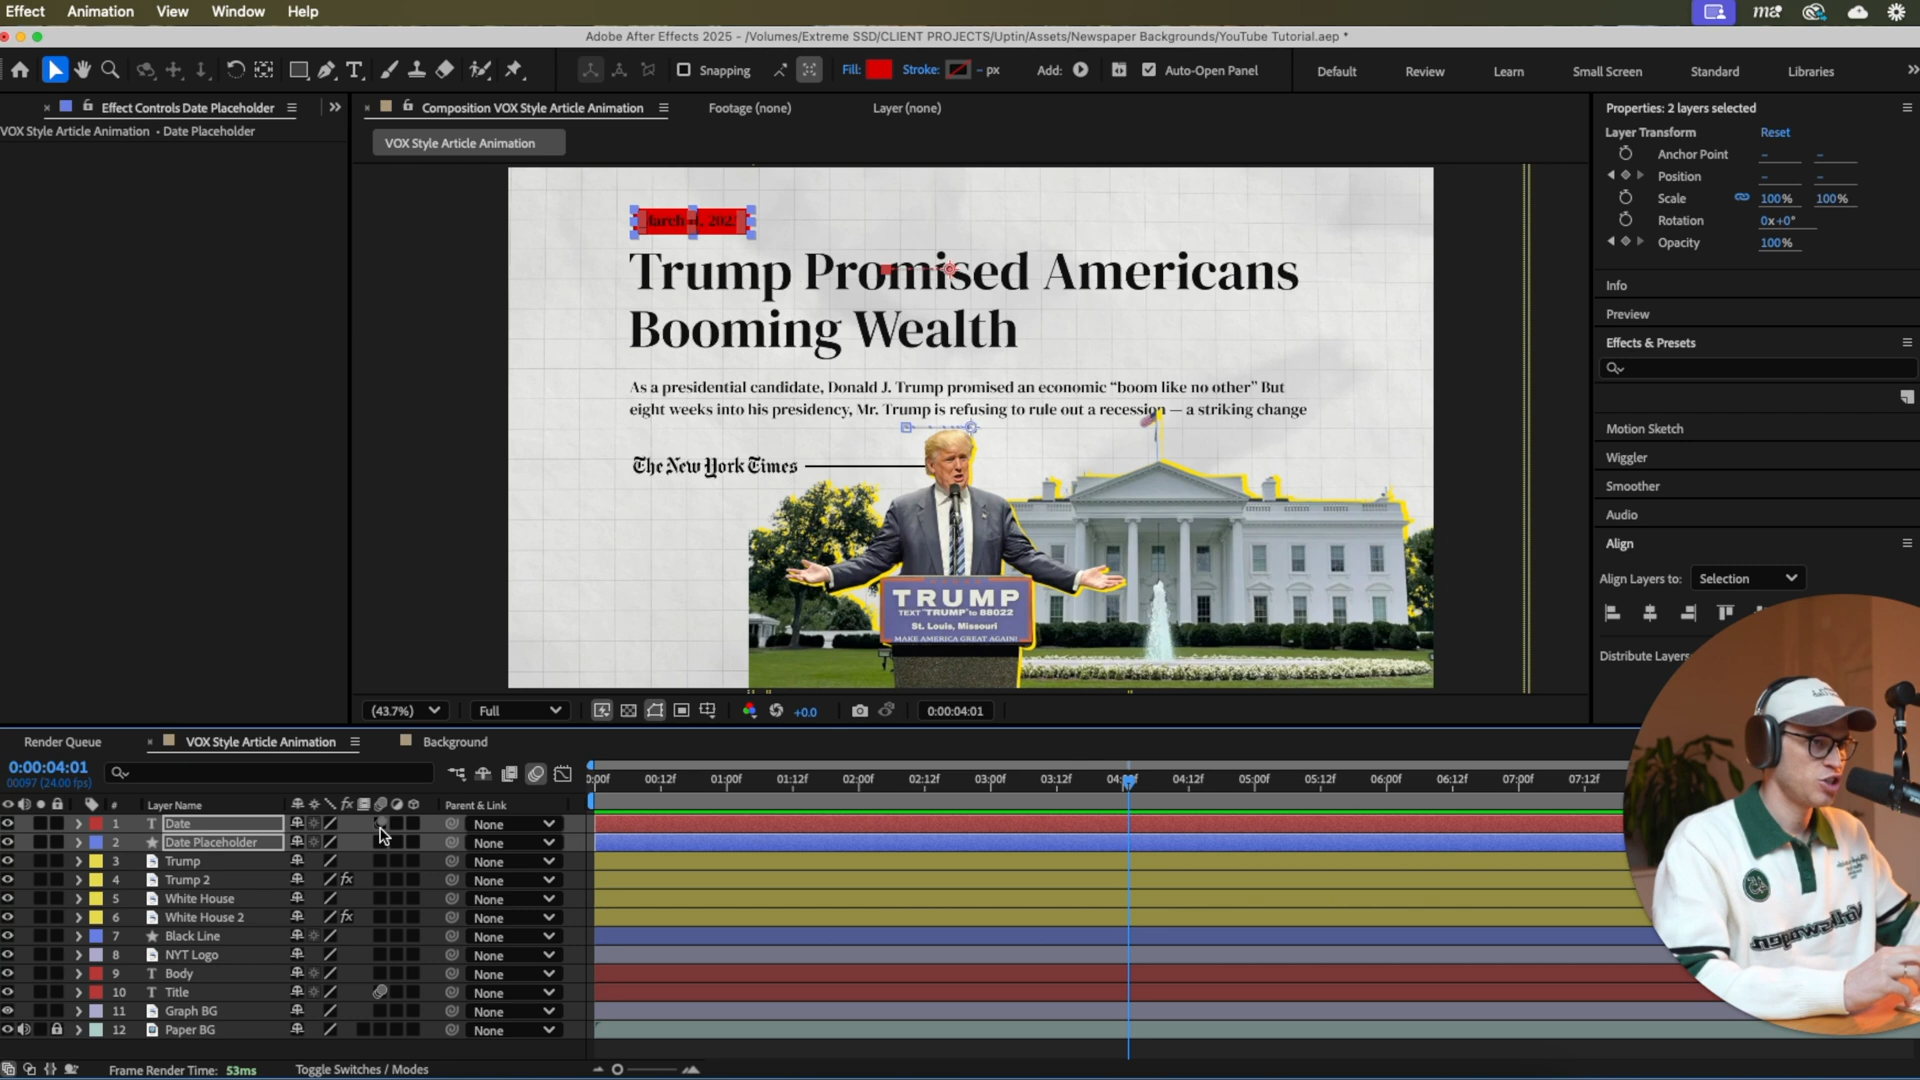 Effect Animation View Window Help
Adobe After Effects 2025 - /Volumes/Extreme SSD/CLIENT PROJECTS/Uptin/Assets/Newspaper Backgrounds/YouTube Tutorial.aep *
Snapping
Fill:
Stroke:
- px
Add:
Auto-Open Panel
Default
Review
Learn
Small Screen
Standard
Libraries
Effect Controls Date Placeholder
VOX Style Article Animation • Date Placeholder
Composition VOX Style Article Animation
Footage (none)
Layer (none)
VOX Style Article Animation
Trump Promised Americans
Booming Wealth
As a presidential candidate, Donald J. Trump promised an economic “boom like no other” But
eight weeks into his presidency, Mr. Trump is refusing to rule out a recession — a striking change
The New York Times
TRUMP
TEXT "TRUMP" to 88022
St. Louis, Missouri
MAKE AMERICA GREAT AGAIN!
(43.7%)
Full
+0.0
0:00:04:01
Properties: 2 layers selected
Layer Transform Reset
Anchor Point - -
Position - -
Scale 100% 100%
Rotation 0x+0°
Opacity 100%
Info
Preview
Effects & Presets
Motion Sketch
Wiggler
Smoother
Audio
Align
Align Layers to: Selection
Distribute Layers
Render Queue
VOX Style Article Animation
Background
0:00:04:01
00097 (24.00 fps)
00:12f 01:00f 01:12f 02:00f 02:12f 03:00f 03:12f 04:12f 05:00f 05:12f 06:00f 06:12f 07:00f 07:12f
# Layer Name fx Parent & Link
1 T Date None
2 Date Placeholder None
3 Trump None
4 Trump 2 fx None
5 White House None
6 White House 2 fx None
7 Black Line None
8 NYT Logo None
9 T Body None
10 T Title None
11 Graph BG None
12 Paper BG None
Frame Render Time: 53ms
Toggle Switches / Modes